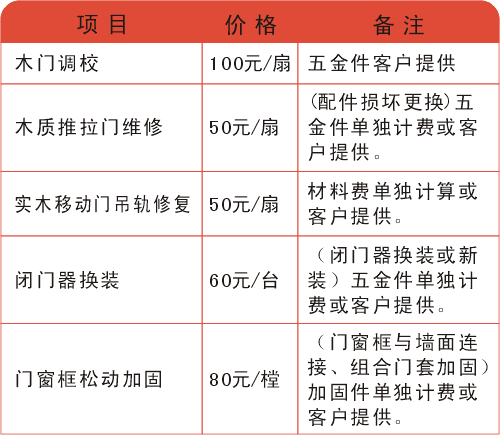 项目 价格 备注
木门调校 100元/扇 五金件客户提供
木质推拉门维修 50元/扇 (配件损坏更换)五
金件单独计费或客
户提供。
实木移动门吊轨修复 50元/扇 材料费单独计算或
客户提供。
闭门器换装 60元/台 （闭门器换装或新
装）五金件单独计
费或客户提供。
门窗框松动加固 80元/樘 （门窗框与墙面连
接、组合门套加固）
加固件单独计费或
客户提供。